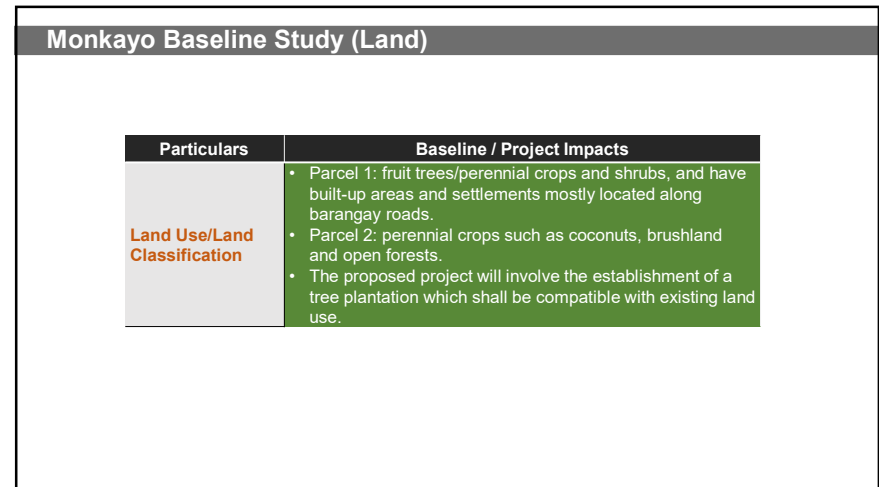 Monkayo Baseline Study (Land)
Particulars
Baseline / Project Impacts
Land Use/Land
Classification
• Parcel 1: fruit trees/perennial crops and shrubs, and have
built-up areas and settlements mostly located along
barangay roads.
• Parcel 2: perennial crops such as coconuts, brushland
and open forests.
• The proposed project will involve the establishment of a
tree plantation which shall be compatible with existing land
use.